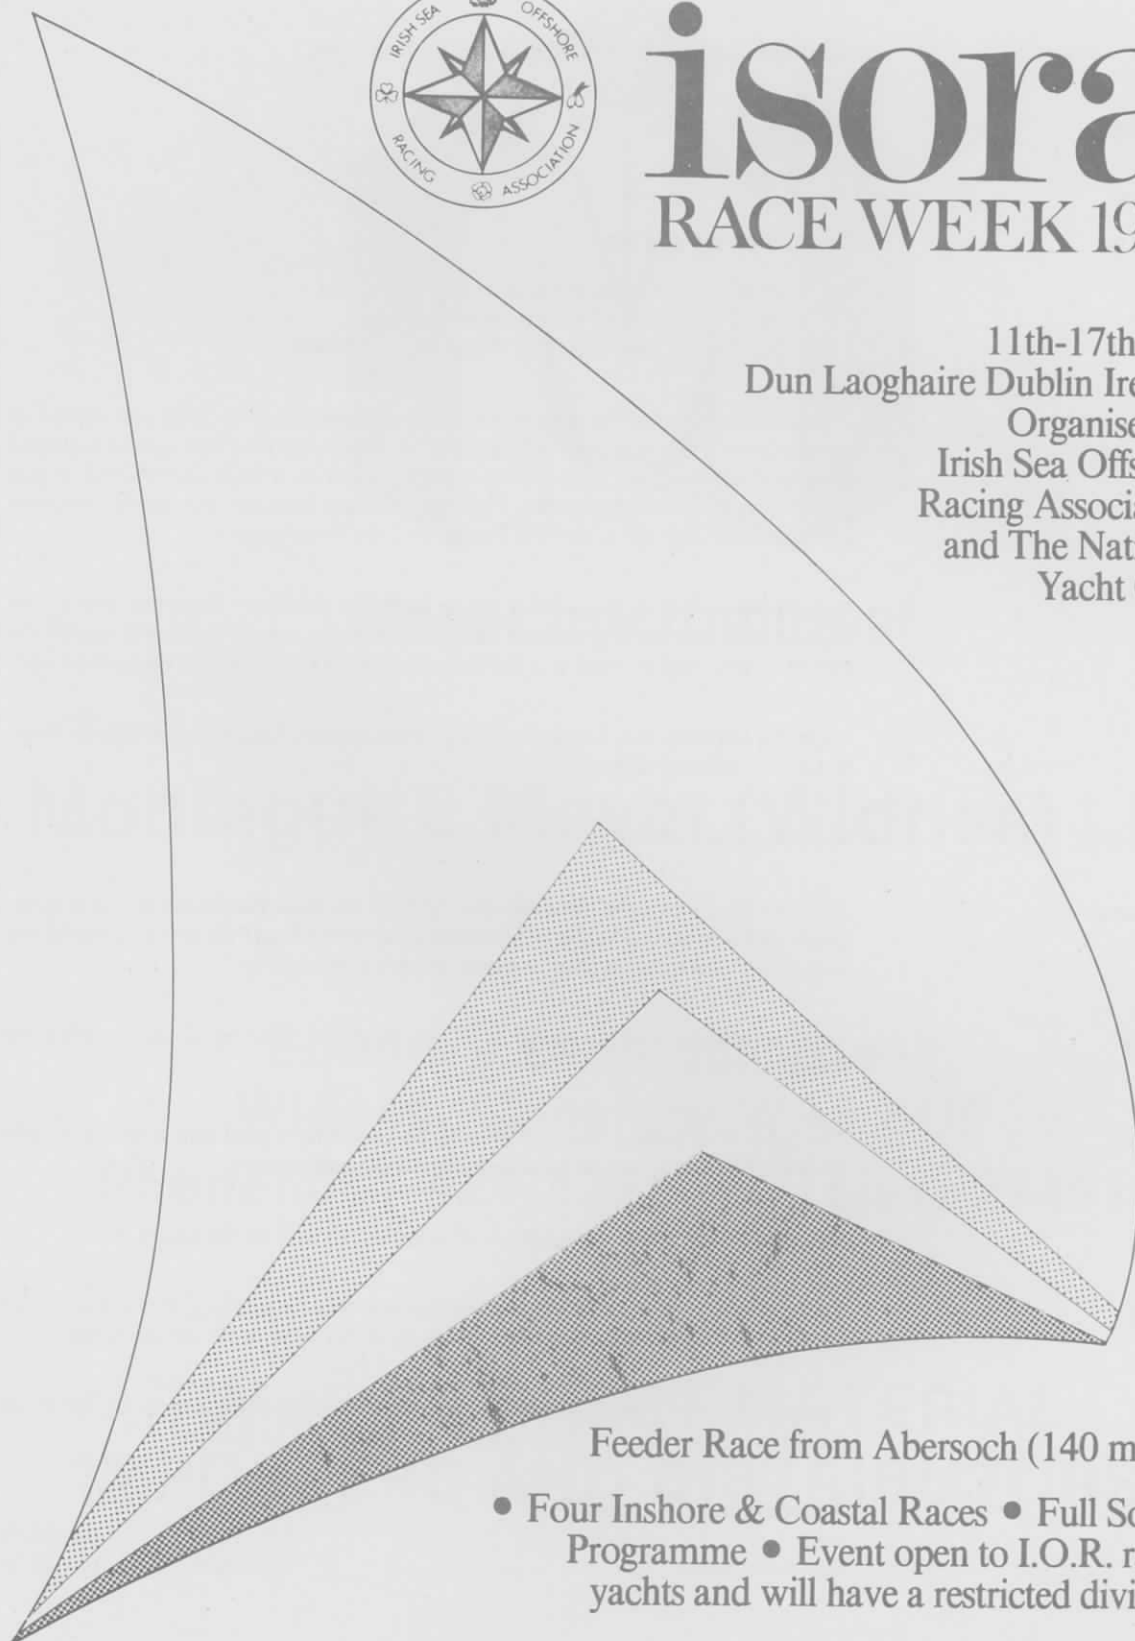 IRISH SEA OFFSHORE RACING ASSOCIATION
isora
RACE WEEK 19
11th-17th
Dun Laoghaire Dublin Ire
Organise
Irish Sea Offs
Racing Associa
and The Nat
Yacht
Feeder Race from Abersoch (140 m
• Four Inshore & Coastal Races • Full So
Programme • Event open to I.O.R. r
yachts and will have a restricted divi